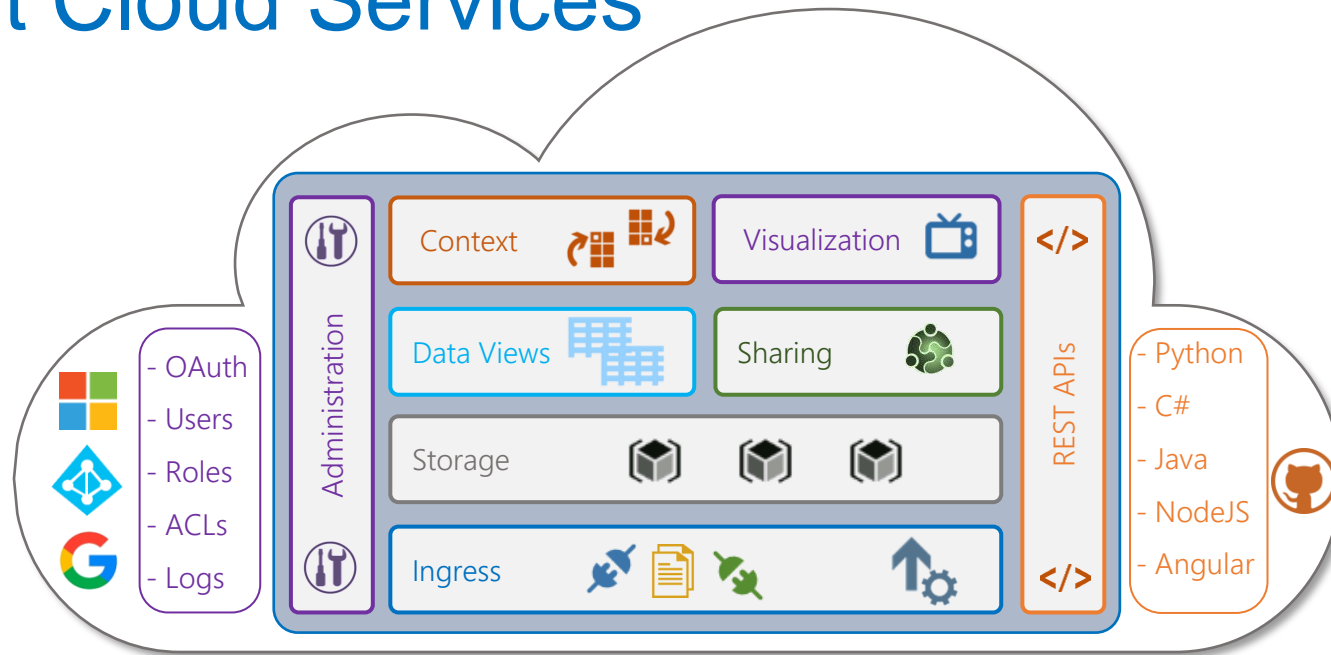 t Cloud Services
Context
Visualization
</>
Administration
Data Views
Sharing
REST APIs
- OAuth
- Users
- Roles
- ACLs
- Logs
- Python
- C#
- Java
- NodeJS
- Angular
Storage
Ingress
</>